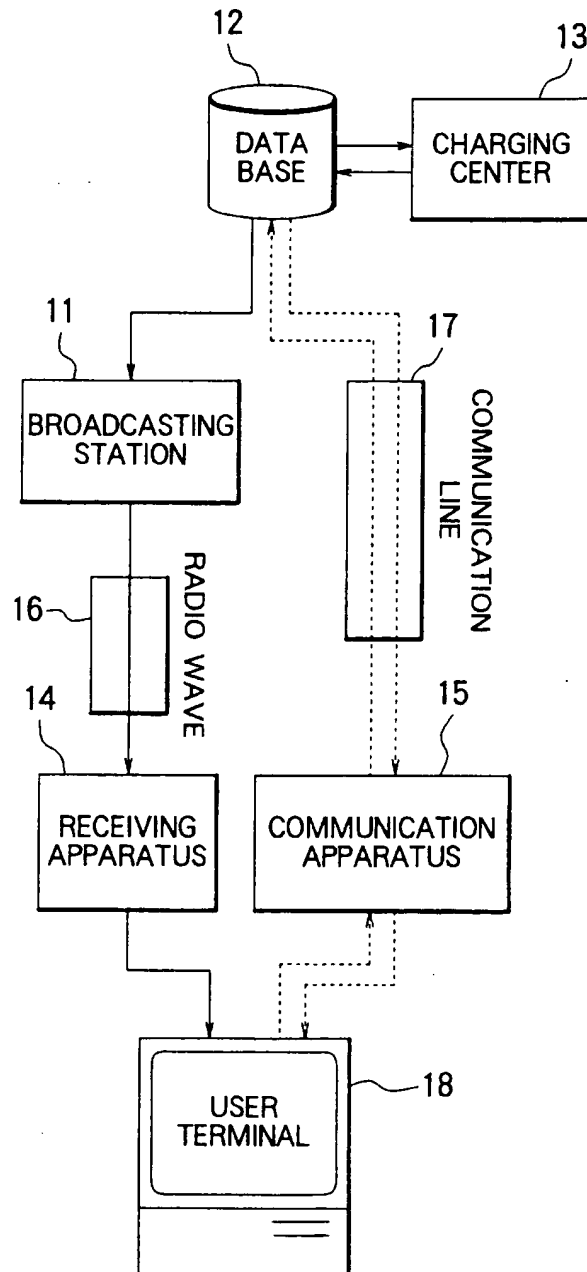 12
13
DATA
BASE
CHARGING
CENTER
11
17
BROADCASTING
STATION
COMMUNICATION
LINE
16
RADIO WAVE
14
15
RECEIVING
APPARATUS
COMMUNICATION
APPARATUS
18
USER
TERMINAL